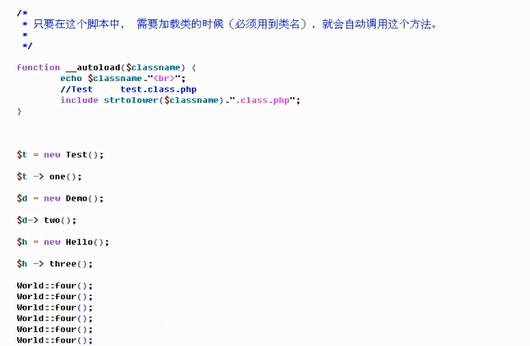 /*
* 只要在这个脚本中， 需要加载类的时候（必须用到类名），就会自动调用这个方法。
*
*/
function __autoload($classname) {
echo $classname."<br>";
//Test test.class.php
include strtolower($classname).".class.php";
}
$t = new Test();
$t -> one();
$d = new Demo();
$d-> two();
$h = new Hello();
$h -> three();
World::four();
World::four();
World::four();
World::four();
World::four();
World::four();